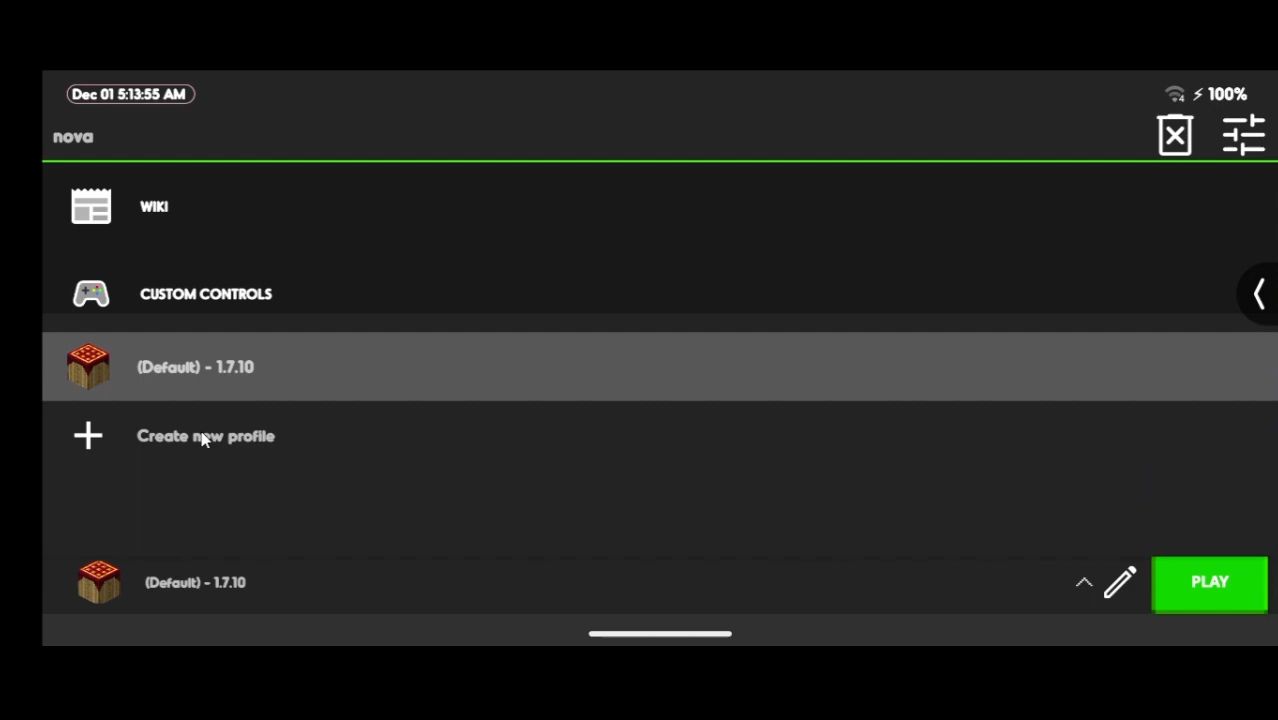 Dec 01 5:13:55 AM
4
100%
nova
WIKI
CUSTOM CONTROLS
(Default) - 1.7.10
Create new profile
(Default) - 1.7.10
PLAY